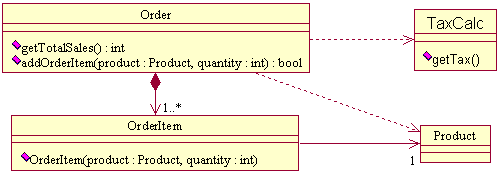 Order
getTotalSales() : int
addOrderItem(product : Product, quantity : int) : bool
TaxCalc
getTax()
1..*
OrderItem
OrderItem(product : Product, quantity : int)
Product
1